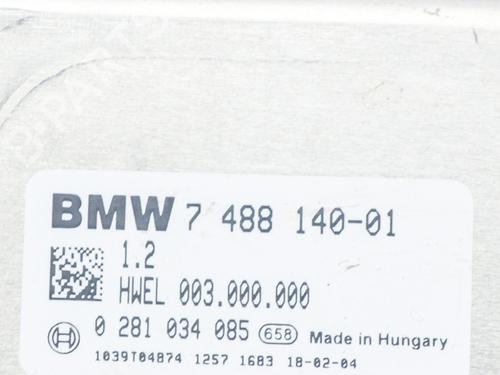 B-PARTS
BMW 7 488 140-01
1.2
HWEL 003.000.000
0 281 034 085 658 Made in Hungary
1039T04874 1257 1683 18-02-04